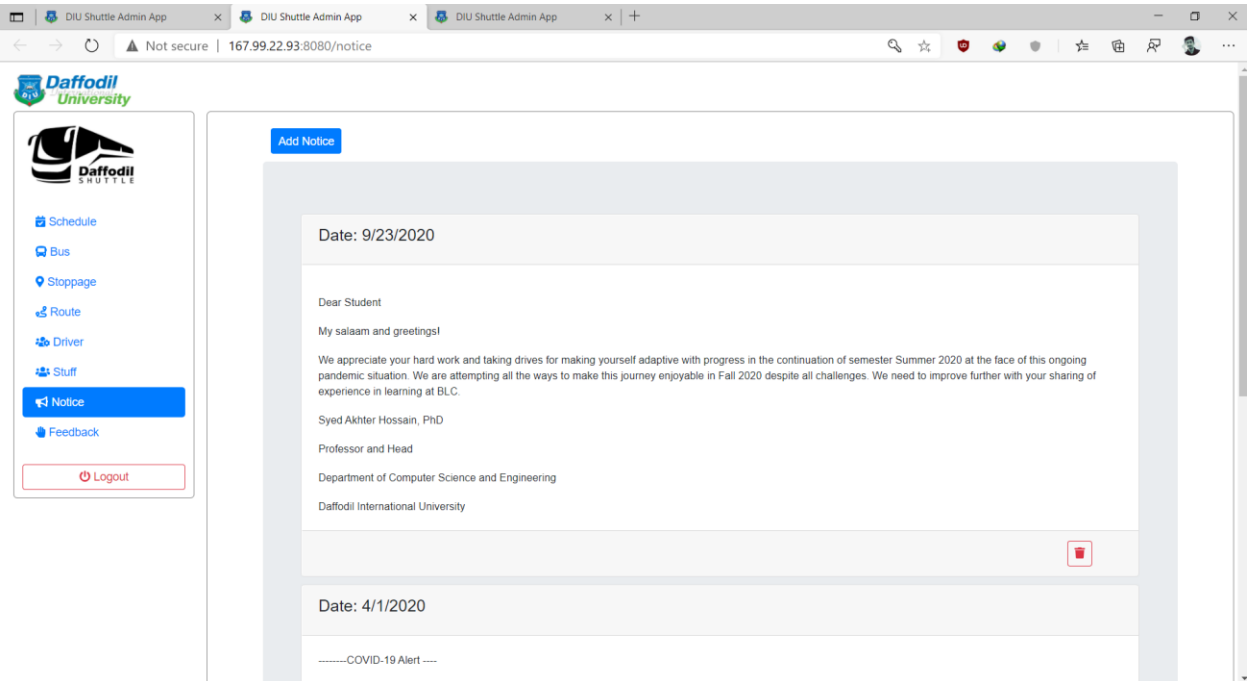 DIU Shuttle Admin App
DIU Shuttle Admin App
DIU Shuttle Admin App
Not secure | 167.99.22.93:8080/notice
Daffodil
University
Daffodil
SHUTTLE
Schedule
Bus
Stoppage
Route
Driver
Stuff
Notice
Feedback
Logout
Add Notice
Date: 9/23/2020
Dear Student
My salaam and greetings!
We appreciate your hard work and taking drives for making yourself adaptive with progress in the continuation of semester Summer 2020 at the face of this ongoing
pandemic situation. We are attempting all the ways to make this journey enjoyable in Fall 2020 despite all challenges. We need to improve further with your sharing of
experience in learning at BLC.
Syed Akhter Hossain, PhD
Professor and Head
Department of Computer Science and Engineering
Daffodil International University
Date: 4/1/2020
--------COVID-19 Alert ----